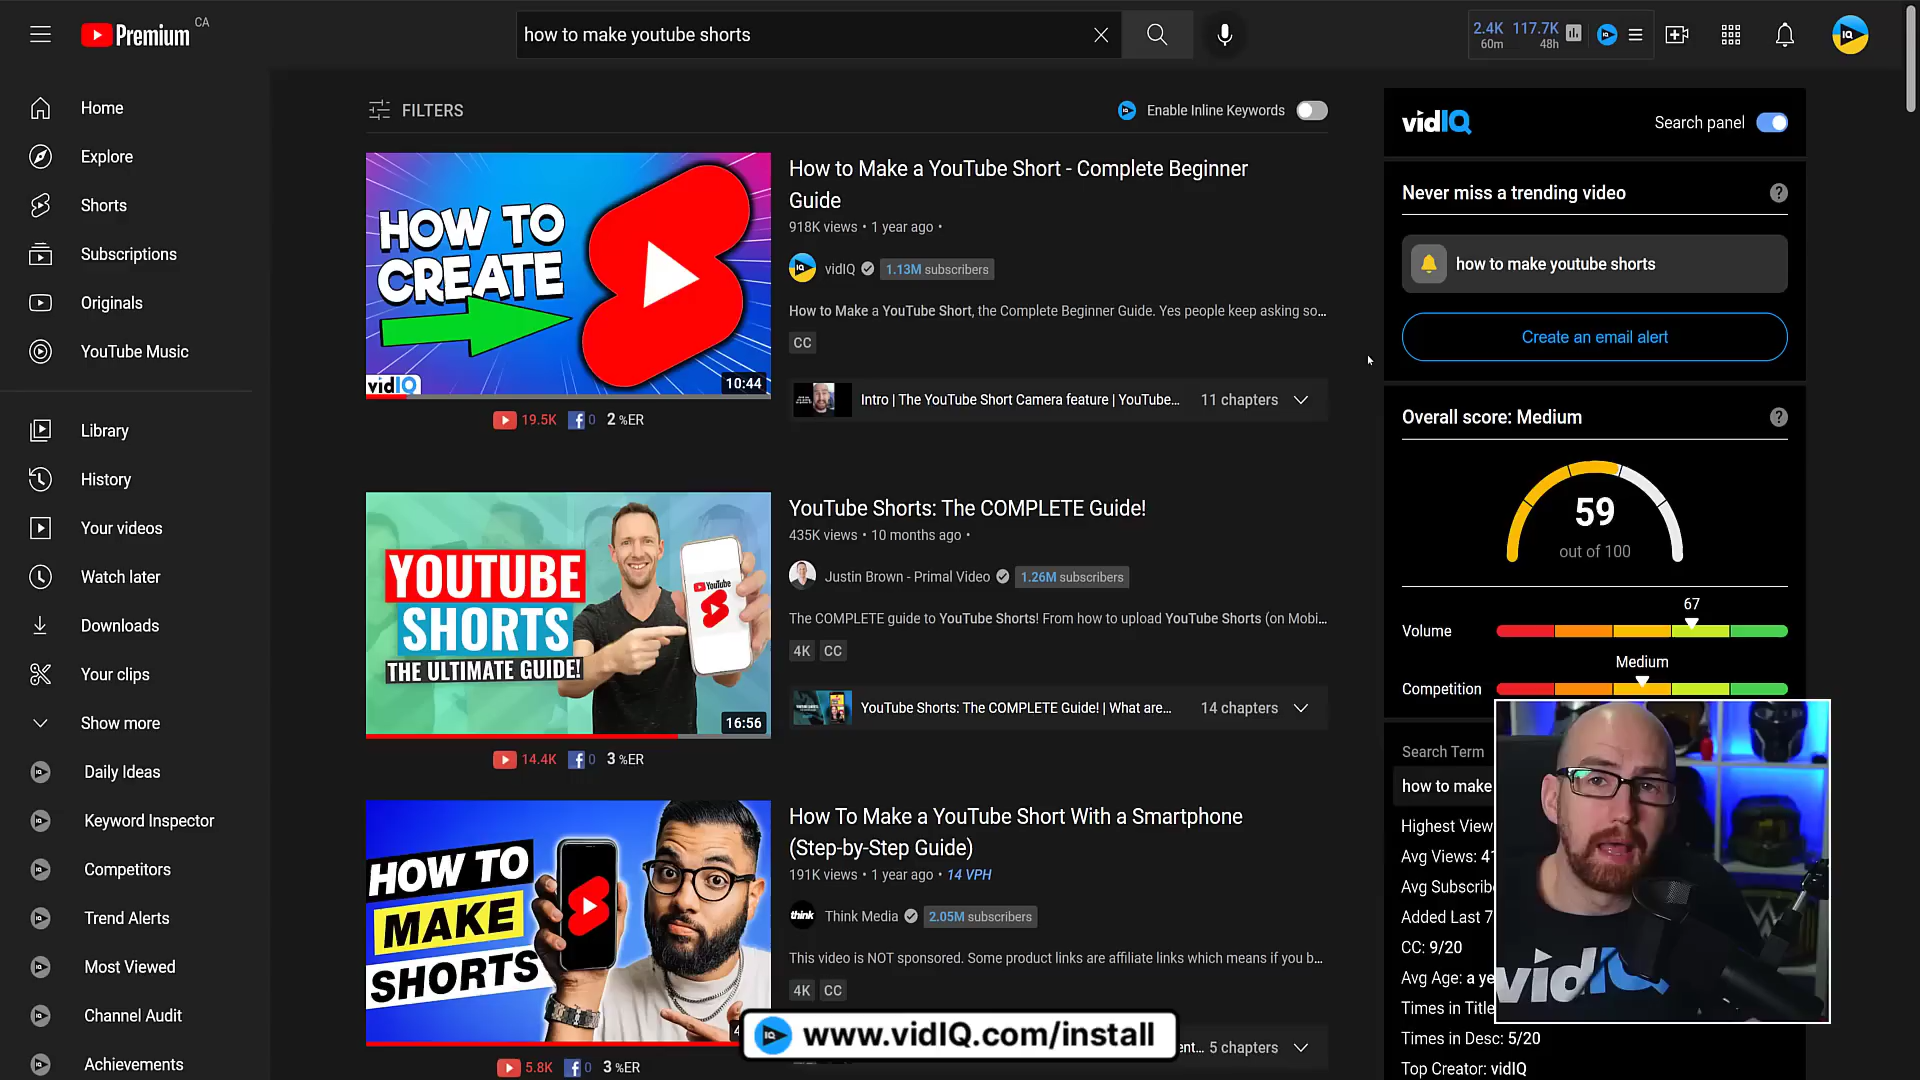 Premium
CA
how to make youtube shorts
2.4K 117.7K
60m 48h
Home
Explore
Shorts
Subscriptions
Originals
YouTube Music
Library
History
Your videos
Watch later
Downloads
Your clips
Show more
Daily Ideas
Keyword Inspector
Competitors
Trend Alerts
Most Viewed
Channel Audit
Achievements
FILTERS
Enable Inline Keywords
HOW TO
CREATE
vidIQ
10:44
19.5K 0 2 %ER
How to Make a YouTube Short - Complete Beginner
Guide
918K views • 1 year ago •
vidIQ 1.13M subscribers
How to Make a YouTube Short, the Complete Beginner Guide. Yes people keep asking so...
CC
Intro | The YouTube Short Camera feature | YouTube... 11 chapters
YOUTUBE
SHORTS
THE ULTIMATE GUIDE!
YouTube
16:56
14.4K 0 3 %ER
YouTube Shorts: The COMPLETE Guide!
435K views • 10 months ago •
Justin Brown - Primal Video 1.26M subscribers
The COMPLETE guide to YouTube Shorts! From how to upload YouTube Shorts (on Mobi...
4K CC
YouTube Shorts: The COMPLETE Guide! | What are... 14 chapters
HOW TO
MAKE
SHORTS
5.8K 0 3 %ER
How To Make a YouTube Short With a Smartphone
(Step-by-Step Guide)
191K views • 1 year ago • 14 VPH
think Think Media 2.05M subscribers
This video is NOT sponsored. Some product links are affiliate links which means if you b...
4K CC
ent... 5 chapters
IQ www.vidIQ.com/install
vidIQ
Search panel
Never miss a trending video
how to make youtube shorts
Create an email alert
Overall score: Medium
59
out of 100
67
Volume
Medium
Competition
Search Term
how to make
Highest View
Avg Views: 41
Avg Subscrib
Added Last 7
CC: 9/20
Avg Age: a ye
Times in Title
Times in Desc: 5/20
Top Creator: vidIQ
vidIQ